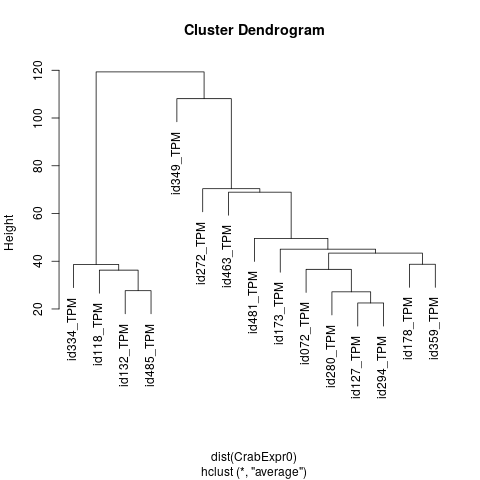 Cluster Dendrogram
Height
120
100
80
60
40
20
id334_TPM
id118_TPM
id132_TPM
id485_TPM
id349_TPM
id272_TPM
id463_TPM
id481_TPM
id173_TPM
id072_TPM
id280_TPM
id127_TPM
id294_TPM
id178_TPM
id359_TPM
dist(CrabExpr0)
hclust (*, "average")